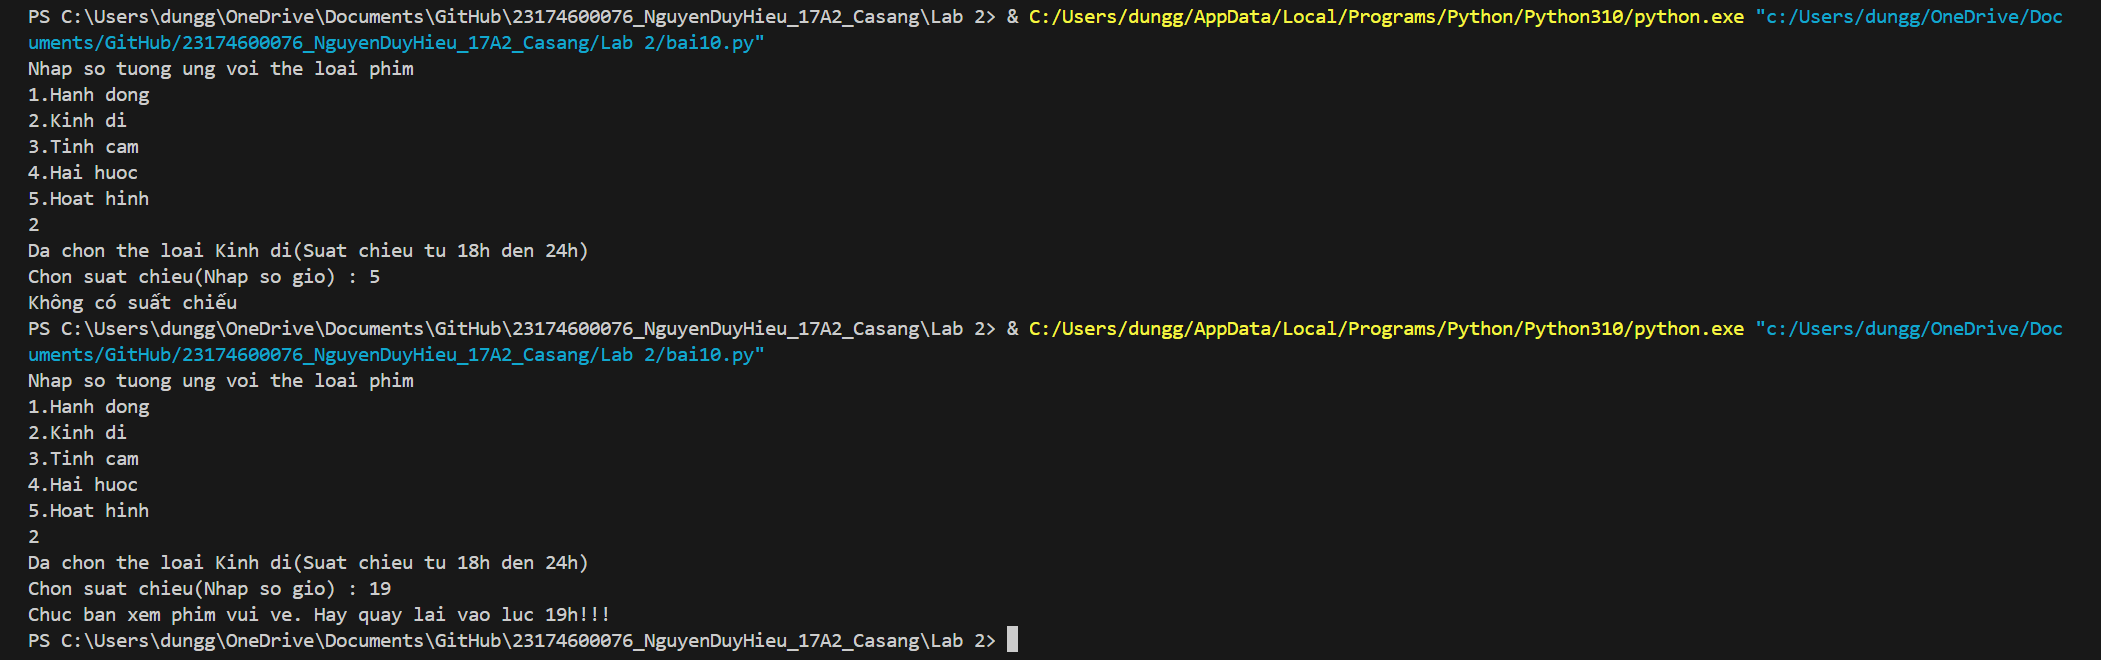 PS C:\Users\dungg\OneDrive\Documents\GitHub\23174600076_NguyenDuyHieu_17A2_Casang\Lab 2> & C:/Users/dungg/AppData/Local/Programs/Python/Python310/python.exe "c:/Users/dungg/OneDrive/Doc
uments/GitHub/23174600076_NguyenDuyHieu_17A2_Casang/Lab 2/bai10.py"
Nhap so tuong ung voi the loai phim
1.Hanh dong
2.Kinh di
3.Tinh cam
4.Hai huoc
5.Hoat hinh
2
Da chon the loai Kinh di(Suat chieu tu 18h den 24h)
Chon suat chieu(Nhap so gio) : 5
Không có suất chiếu
PS C:\Users\dungg\OneDrive\Documents\GitHub\23174600076_NguyenDuyHieu_17A2_Casang\Lab 2> & C:/Users/dungg/AppData/Local/Programs/Python/Python310/python.exe "c:/Users/dungg/OneDrive/Doc
uments/GitHub/23174600076_NguyenDuyHieu_17A2_Casang/Lab 2/bai10.py"
Nhap so tuong ung voi the loai phim
1.Hanh dong
2.Kinh di
3.Tinh cam
4.Hai huoc
5.Hoat hinh
2
Da chon the loai Kinh di(Suat chieu tu 18h den 24h)
Chon suat chieu(Nhap so gio) : 19
Chuc ban xem phim vui ve. Hay quay lai vao luc 19h!!!
PS C:\Users\dungg\OneDrive\Documents\GitHub\23174600076_NguyenDuyHieu_17A2_Casang\Lab 2>